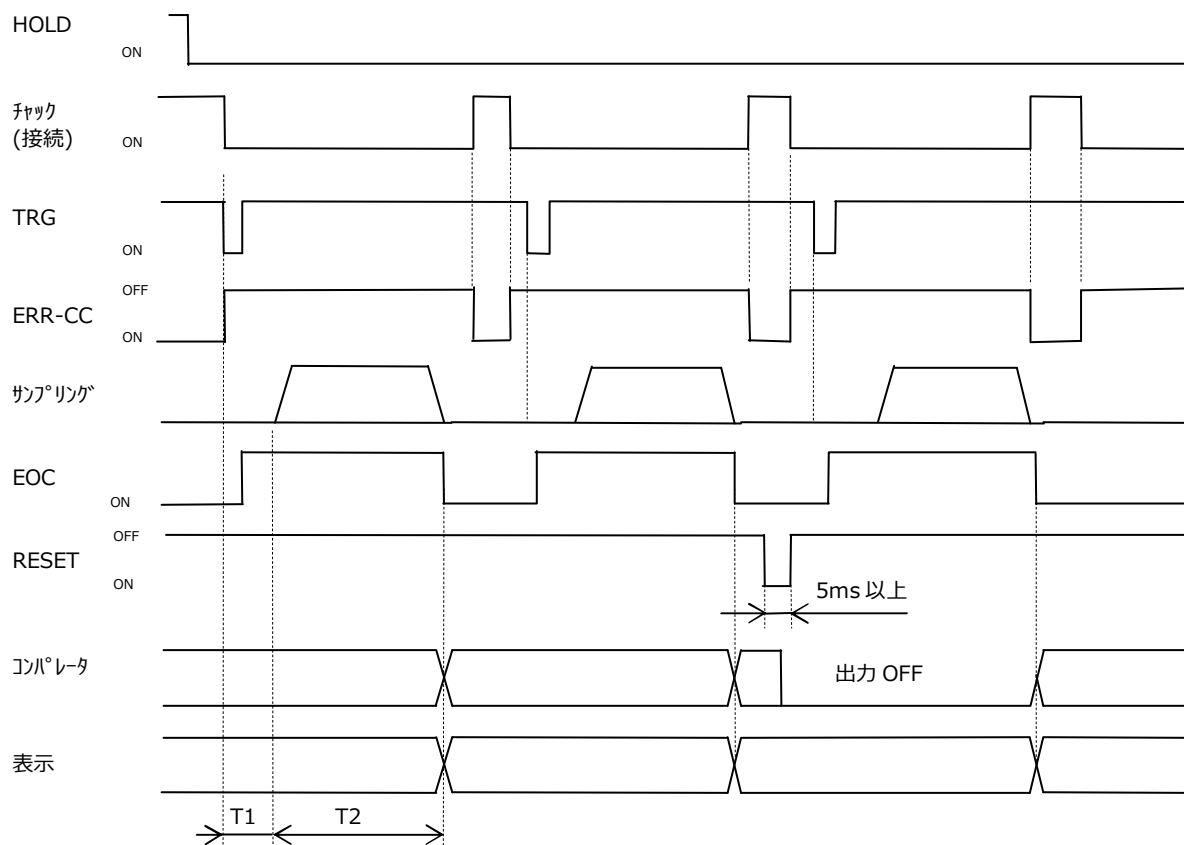 HOLD
ON
ﾁｬｯｸ
(接続)
ON
TRG
ON
OFF
ERR-CC
ON
ｻﾝﾌﾟﾘﾝｸﾞ
EOC
ON
OFF
RESET
ON
5ms 以上
ｺﾝﾊﾟﾚｰﾀ
出力 OFF
表示
T1
T2